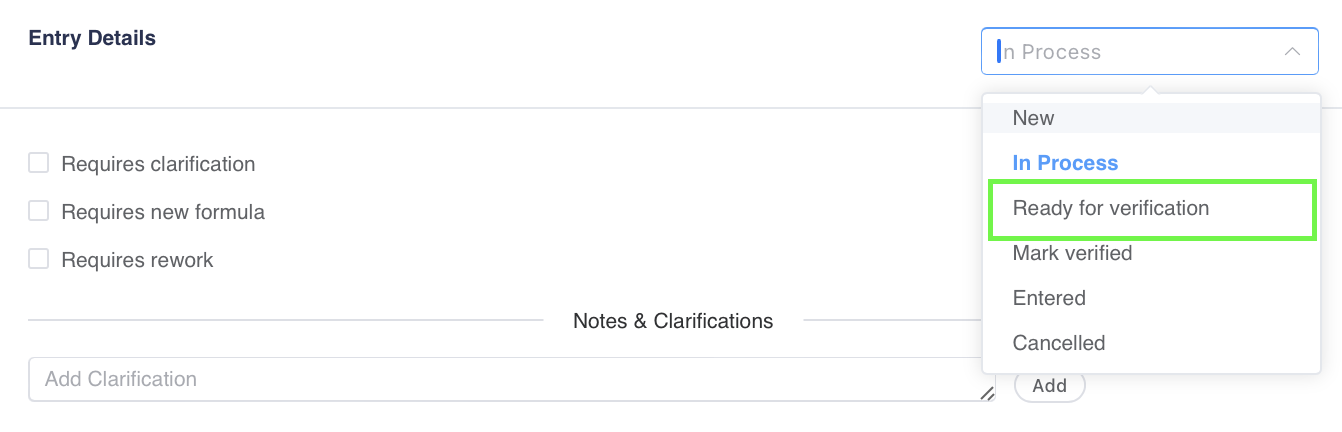 Entry Details
In Process
New
In Process
Ready for verification
Mark verified
Entered
Cancelled
Requires clarification
Requires new formula
Requires rework
Notes & Clarifications
Add Clarification
Add